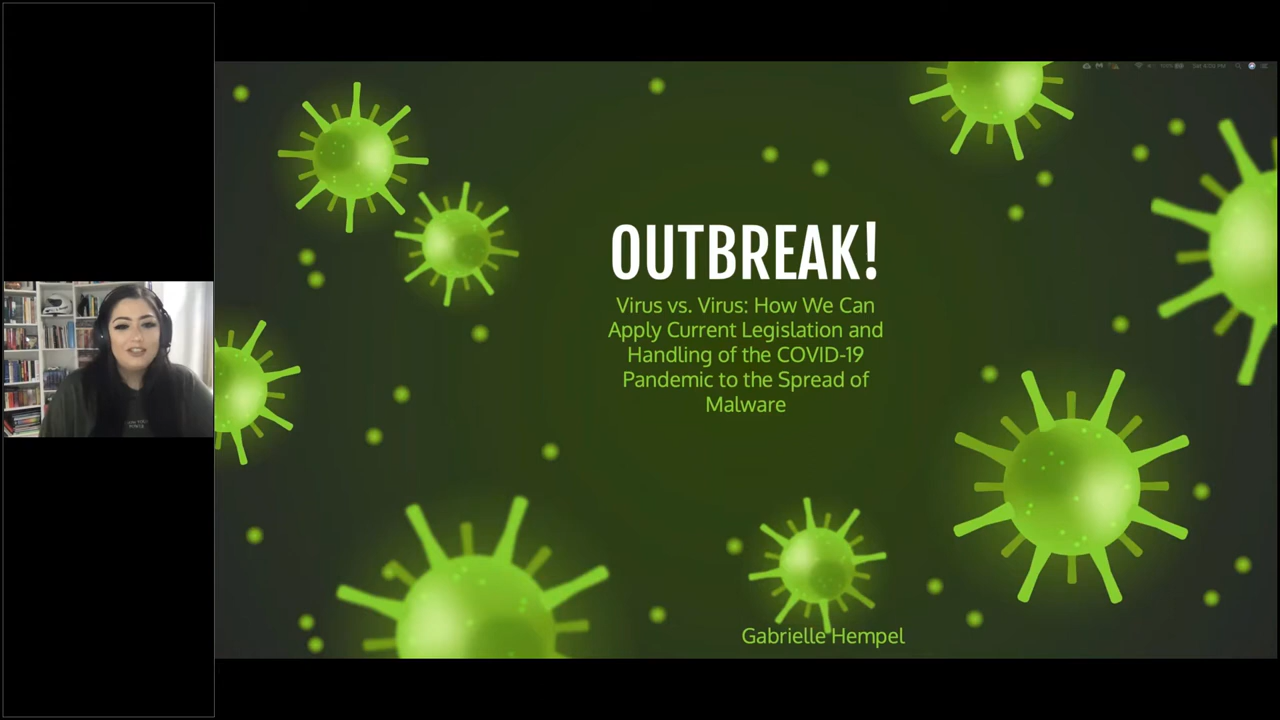 OUTBREAK!
Virus vs. Virus: How We Can
Apply Current Legislation and
Handling of the COVID-19
Pandemic to the Spread of
Malware
Gabrielle Hempel